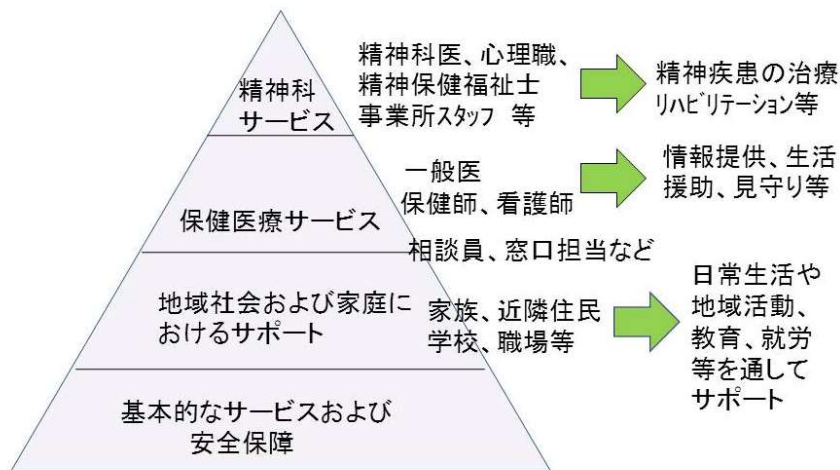 精神科
サービス
精神科医、心理職、
精神保健福祉士
事業所スタッフ 等
精神疾患の治療
ﾘﾊﾋﾞﾘﾃｰｼｮﾝ等
保健医療サービス
一般医
保健師、看護師
情報提供、生活
援助、見守り等
相談員、窓口担当など
地域社会および家庭に
おけるサポート
家族、近隣住民
学校、職場等
日常生活や
地域活動、
教育、就労
等を通して
サポート
基本的なサービスおよび
安全保障